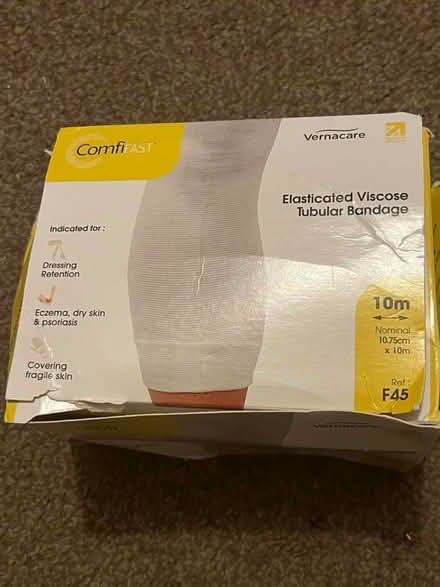 ComfiFAST
Vernacare
Elasticated Viscose
Tubular Bandage
Indicated for :
Dressing
Retention
Eczema, dry skin
& psoriasis
Covering
fragile skin
10m
Nominal
10.75cm
x 10m
Ref:
F45
Vernacare